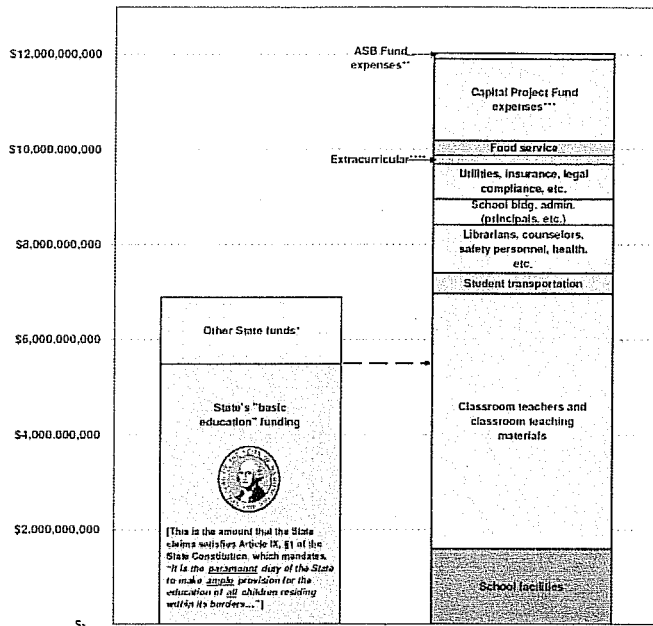 $12,000,000,000
$10,000,000,000
$8,000,000,000
$6,000,000,000
$4,000,000,000
$2,000,000,000
Other State funds*
State's "basic
education" funding
[This is the amount that the State
claims satisfies Article IX, §1 of the
State Constitution, which mandates,
"It is the paramount duty of the State
to make ample provision for the
education of all children residing
within its borders..."]
ASB Fund
expenses**
Capital Project Fund
expenses***
Food service
Extracurricular****
Utilities, insurance, legal
compliance, etc.
School bldg. admin.
(principals, etc.)
Librarians, counselors,
safety personnel, health,
etc.
Student transportation
Classroom teachers and
classroom teaching
materials
School facilities